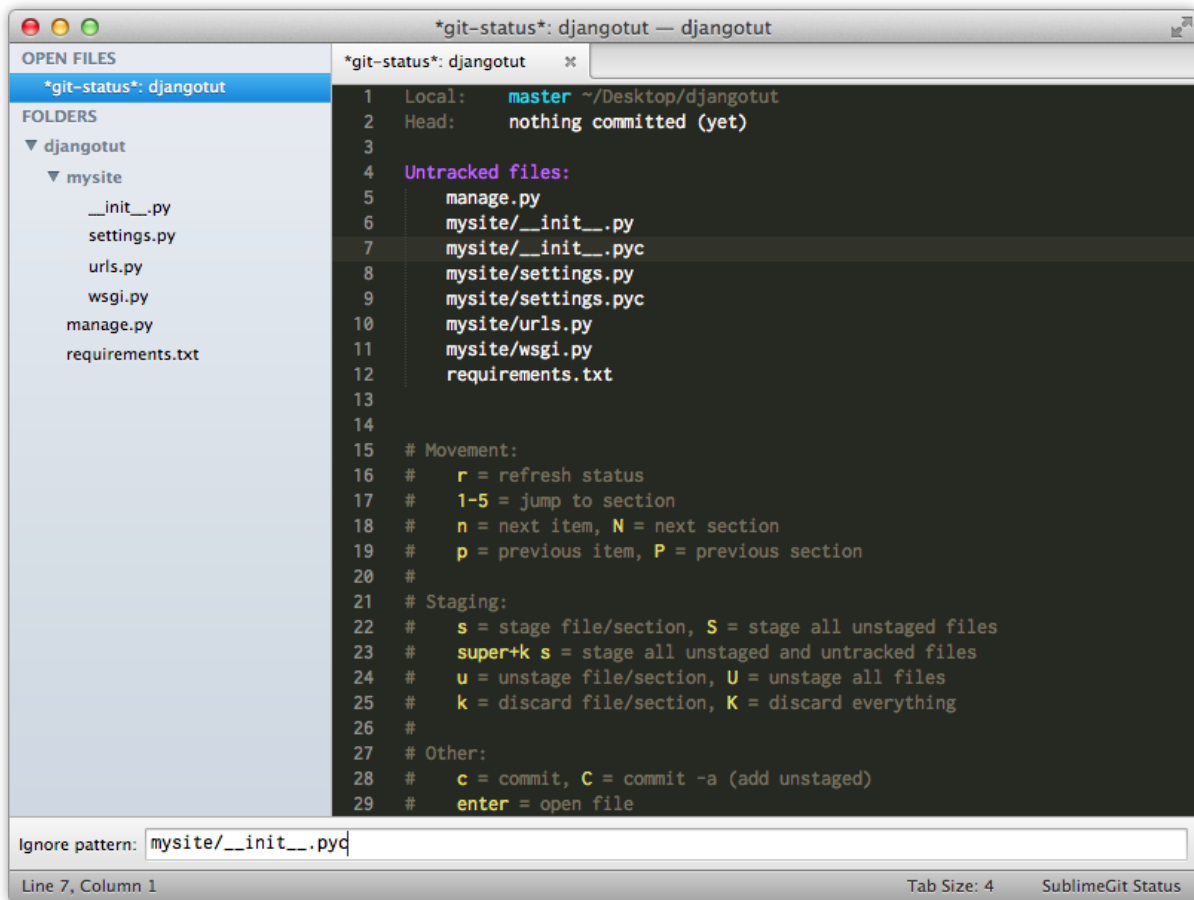 *git-status*: djangotut — djangotut
OPEN FILES
*git-status*: djangotut
FOLDERS
djangotut
mysite
__init__.py
settings.py
urls.py
wsgi.py
manage.py
requirements.txt
*git-status*: djangotut
1 Local: master ~/Desktop/djangotut
2 Head: nothing committed (yet)
3
4 Untracked files:
5 manage.py
6 mysite/__init__.py
7 mysite/__init__.pyc
8 mysite/settings.py
9 mysite/settings.pyc
10 mysite/urls.py
11 mysite/wsgi.py
12 requirements.txt
13
14
15 # Movement:
16 # r = refresh status
17 # 1-5 = jump to section
18 # n = next item, N = next section
19 # p = previous item, P = previous section
20 #
21 # Staging:
22 # s = stage file/section, S = stage all unstaged files
23 # super+k s = stage all unstaged and untracked files
24 # u = unstage file/section, U = unstage all files
25 # k = discard file/section, K = discard everything
26 #
27 # Other:
28 # c = commit, C = commit -a (add unstaged)
29 # enter = open file
Ignore pattern: mysite/__init__.pyc
Line 7, Column 1
Tab Size: 4
SublimeGit Status